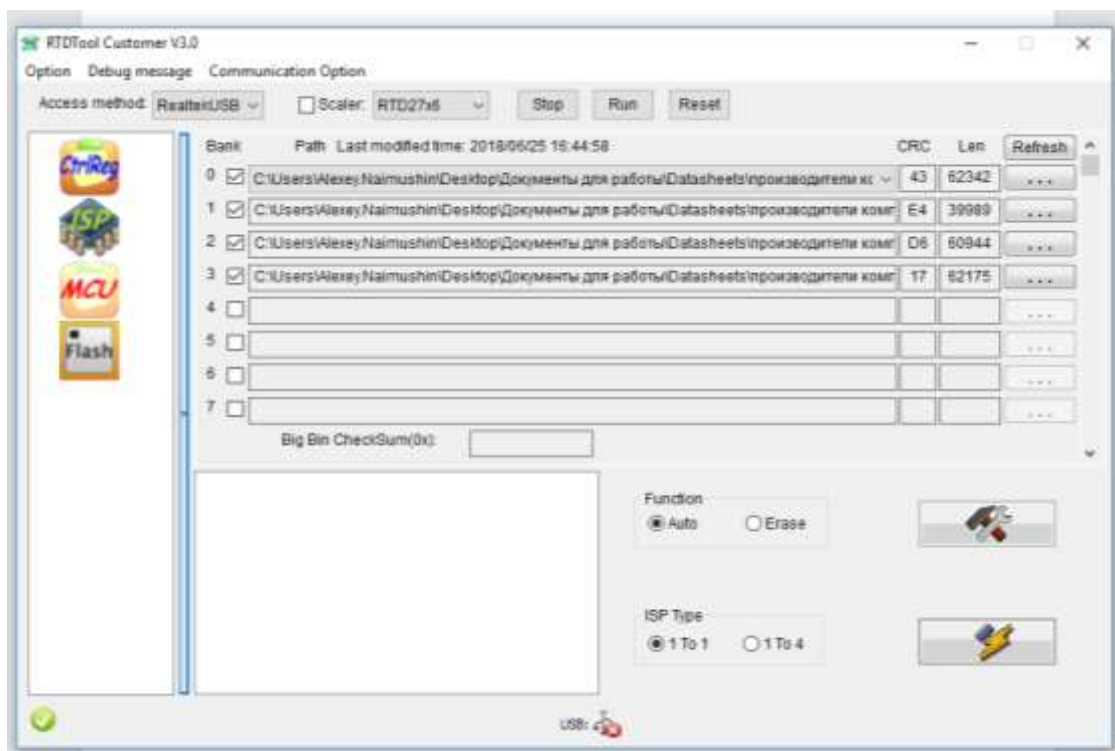 RTDTool Customer V3.0
Option Debug message Communication Option
Access method: RealtekUSB Scaler: RTD27x6 Stop Run Reset
CtrlReg
ISP
MCU
Flash
Bank Path Last modified time: 2018/06/25 16:44:58 CRC Len Refresh
0 C:\Users\Alexey.Naimushin\Desktop\Документы для работы\Datasheets\производители кс 43 62342 ...
1 C:\Users\Alexey.Naimushin\Desktop\Документы для работы\Datasheets\производители комп E4 39989 ...
2 C:\Users\Alexey.Naimushin\Desktop\Документы для работы\Datasheets\производители комп D6 60944 ...
3 C:\Users\Alexey.Naimushin\Desktop\Документы для работы\Datasheets\производители комп 17 62175 ...
4 ...
5 ...
6 ...
7 ...
Big Bin CheckSum(0x):
Function
Auto Erase
ISP Type
1 To 1 1 To 4
USB: